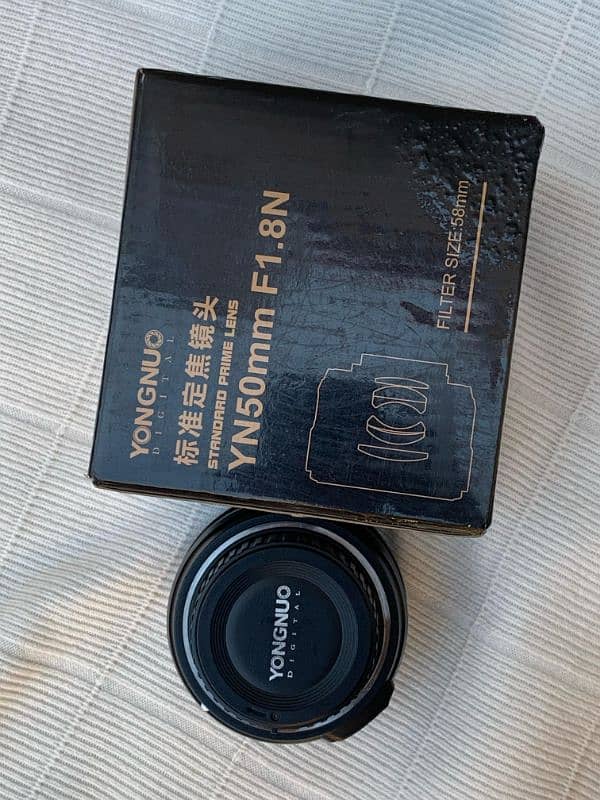 YONGNUO
DIGITAL
标准定焦镜头
STANDARD PRIME LENS
YN50mm F1.8N
FILTER SIZE:58mm
YONGNUO
DIGITAL